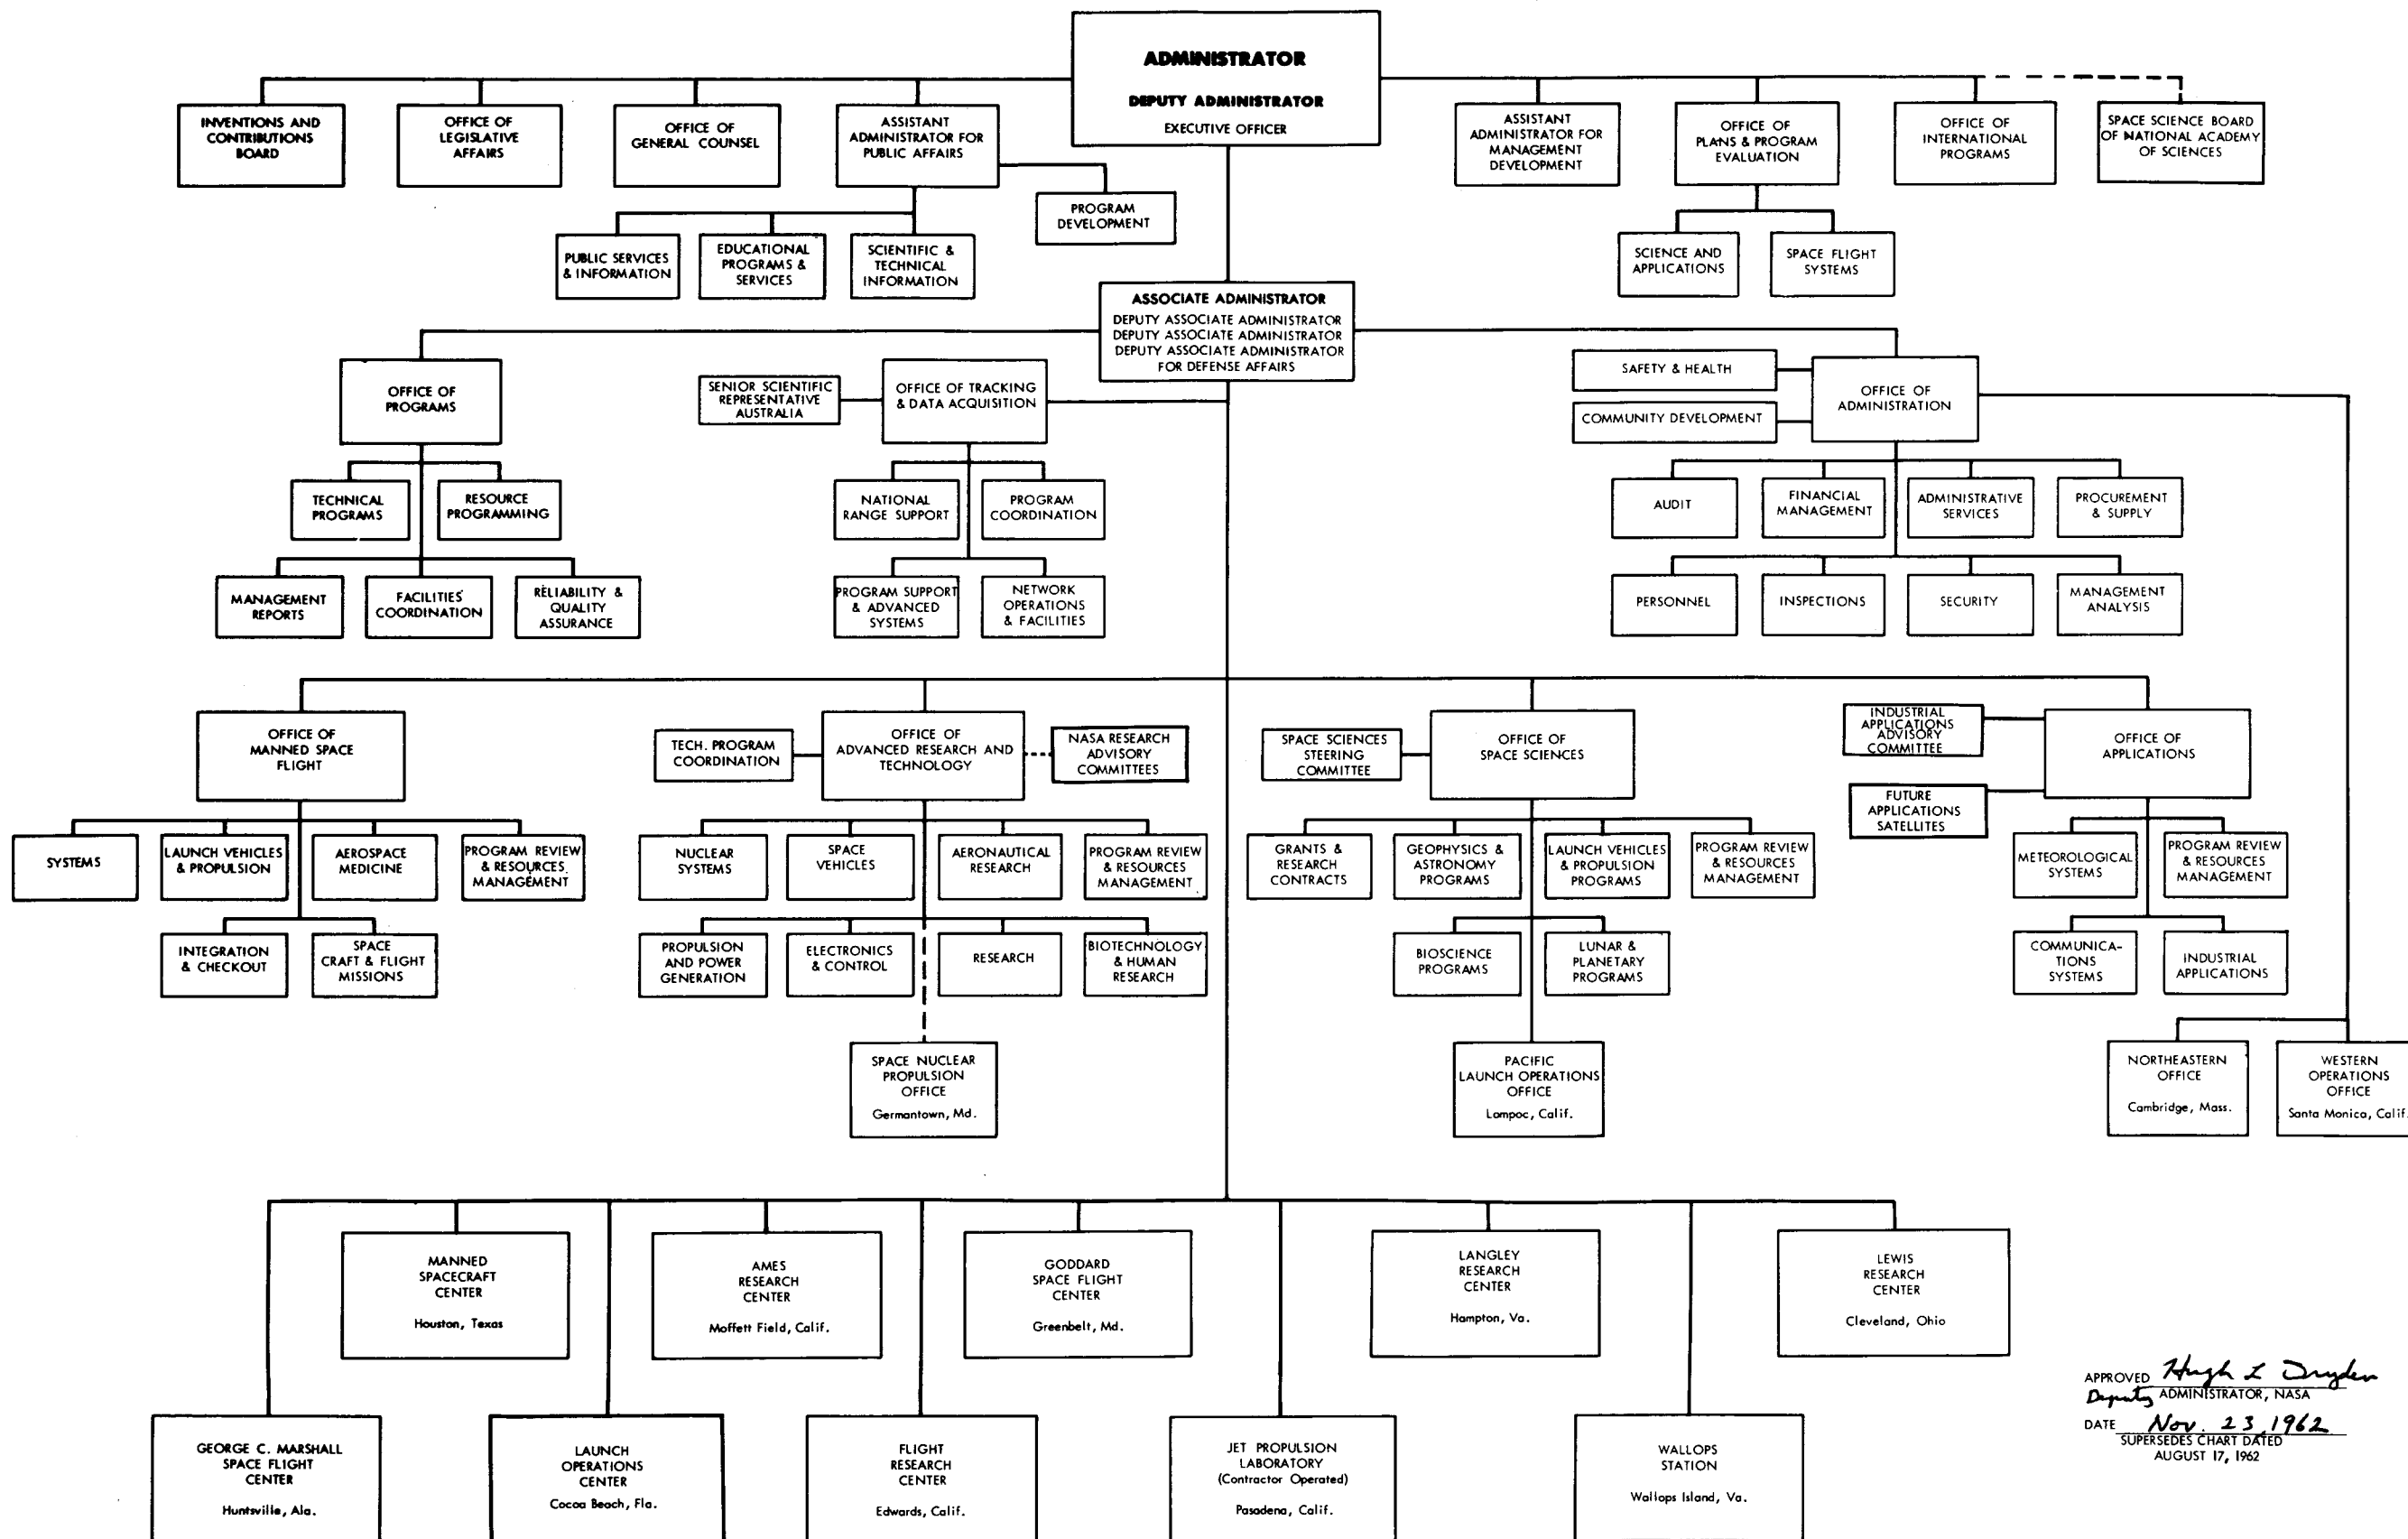 ADMINISTRATOR
DEPUTY ADMINISTRATOR
EXECUTIVE OFFICER
INVENTIONS AND
CONTRIBUTIONS
BOARD
OFFICE OF
LEGISLATIVE
AFFAIRS
OFFICE OF
GENERAL COUNSEL
ASSISTANT
ADMINISTRATOR FOR
PUBLIC AFFAIRS
ASSISTANT
ADMINISTRATOR FOR
MANAGEMENT
DEVELOPMENT
OFFICE OF
PLANS & PROGRAM
EVALUATION
OFFICE OF
INTERNATIONAL
PROGRAMS
SPACE SCIENCE BOARD
OF NATIONAL ACADEMY
OF SCIENCES
PUBLIC SERVICES
& INFORMATION
EDUCATIONAL
PROGRAMS &
SERVICES
SCIENTIFIC &
TECHNICAL
INFORMATION
PROGRAM
DEVELOPMENT
SCIENCE AND
APPLICATIONS
SPACE FLIGHT
SYSTEMS
ASSOCIATE ADMINISTRATOR
DEPUTY ASSOCIATE ADMINISTRATOR
DEPUTY ASSOCIATE ADMINISTRATOR
DEPUTY ASSOCIATE ADMINISTRATOR
FOR DEFENSE AFFAIRS
OFFICE OF
PROGRAMS
SENIOR SCIENTIFIC
REPRESENTATIVE
AUSTRALIA
OFFICE OF TRACKING
& DATA ACQUISITION
SAFETY & HEALTH
COMMUNITY DEVELOPMENT
OFFICE OF
ADMINISTRATION
TECHNICAL
PROGRAMS
RESOURCE
PROGRAMMING
NATIONAL
RANGE SUPPORT
PROGRAM
COORDINATION
AUDIT
FINANCIAL
MANAGEMENT
ADMINISTRATIVE
SERVICES
PROCUREMENT
& SUPPLY
MANAGEMENT
REPORTS
FACILITIES
COORDINATION
RELIABILITY &
QUALITY
ASSURANCE
PROGRAM SUPPORT
& ADVANCED
SYSTEMS
NETWORK
OPERATIONS
& FACILITIES
PERSONNEL
INSPECTIONS
SECURITY
MANAGEMENT
ANALYSIS
OFFICE OF
MANNED SPACE
FLIGHT
TECH. PROGRAM
COORDINATION
OFFICE OF
ADVANCED RESEARCH AND
TECHNOLOGY
NASA RESEARCH
ADVISORY
COMMITTEES
SPACE SCIENCES
STEERING
COMMITTEE
OFFICE OF
SPACE SCIENCES
INDUSTRIAL
APPLICATIONS
ADVISORY
COMMITTEE
FUTURE
APPLICATIONS
SATELLITES
OFFICE OF
APPLICATIONS
SYSTEMS
LAUNCH VEHICLES
& PROPULSION
AEROSPACE
MEDICINE
PROGRAM REVIEW
& RESOURCES
MANAGEMENT
NUCLEAR
SYSTEMS
SPACE
VEHICLES
AERONAUTICAL
RESEARCH
PROGRAM REVIEW
& RESOURCES
MANAGEMENT
GRANTS &
RESEARCH
CONTRACTS
GEOPHYSICS &
ASTRONOMY
PROGRAMS
LAUNCH VEHICLES
& PROPULSION
PROGRAMS
PROGRAM REVIEW
& RESOURCES
MANAGEMENT
METEOROLOGICAL
SYSTEMS
PROGRAM REVIEW
& RESOURCES
MANAGEMENT
INTEGRATION
& CHECKOUT
SPACE
CRAFT & FLIGHT
MISSIONS
PROPULSION
AND POWER
GENERATION
ELECTRONICS
& CONTROL
RESEARCH
BIOTECHNOLOGY
& HUMAN
RESEARCH
BIOSCIENCE
PROGRAMS
LUNAR &
PLANETARY
PROGRAMS
COMMUNICA-
TIONS
SYSTEMS
INDUSTRIAL
APPLICATIONS
SPACE NUCLEAR
PROPULSION
OFFICE
Germantown, Md.
PACIFIC
LAUNCH OPERATIONS
OFFICE
Lompoc, Calif.
NORTHEASTERN
OFFICE
Cambridge, Mass.
WESTERN
OPERATIONS
OFFICE
Santa Monica, Calif.
MANNED
SPACECRAFT
CENTER
Houston, Texas
AMES
RESEARCH
CENTER
Moffett Field, Calif.
GODDARD
SPACE FLIGHT
CENTER
Greenbelt, Md.
LANGLEY
RESEARCH
CENTER
Hampton, Va.
LEWIS
RESEARCH
CENTER
Cleveland, Ohio
GEORGE C. MARSHALL
SPACE FLIGHT
CENTER
Huntsville, Ala.
LAUNCH
OPERATIONS
CENTER
Cocoa Beach, Fla.
FLIGHT
RESEARCH
CENTER
Edwards, Calif.
JET PROPULSION
LABORATORY
(Contractor Operated)
Pasadena, Calif.
WALLOPS
STATION
Wallops Island, Va.
APPROVED Hugh L Dryden
Deputy ADMINISTRATOR, NASA
DATE Nov. 23, 1962
SUPERSEDES CHART DATED
AUGUST 17, 1962